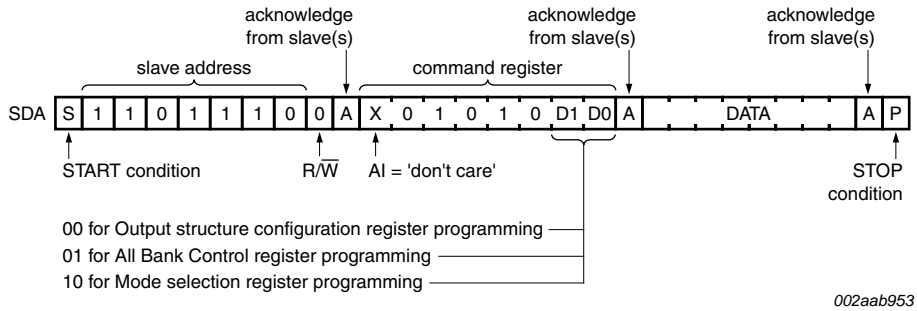 acknowledge
from slave(s)
acknowledge
from slave(s)
acknowledge
from slave(s)
slave address
command register
SDA S 1 1 0 1 1 1 0 0 A X 0 1 0 1 0 D1 D0 A DATA A P
START condition
R/W̅
AI = 'don't care'
STOP
condition
00 for Output structure configuration register programming
01 for All Bank Control register programming
10 for Mode selection register programming
002aab953